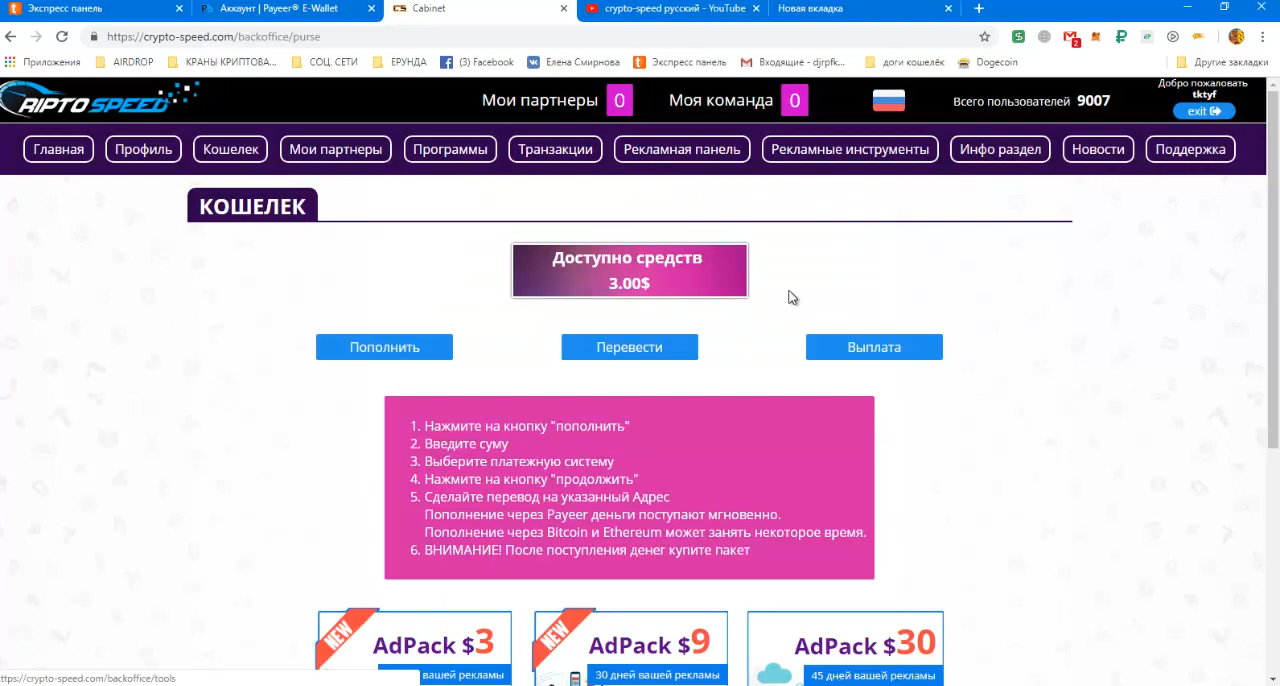 Экспресс панель
Аккаунт | Payeer® E-Wallet
Cabinet
crypto-speed русский - YouTube
Новая вкладка
https://crypto-speed.com/backoffice/purse
2
Приложения
AIRDROP
КРАНЫ КРИПТОВА...
СОЦ. СЕТИ
ЕРУНДА
(3) Facebook
Елена Смирнова
Экспресс панель
Входящие - djrpfk...
доги кошелёк
Dogecoin
Другие закладки
RIPTOSPEED
Мои партнеры 0
Моя команда 0
Всего пользователей 9007
Добро пожаловать
tktyf
exit
Главная
Профиль
Кошелек
Мои партнеры
Программы
Транзакции
Рекламная панель
Рекламные инструменты
Инфо раздел
Новости
Поддержка
КОШЕЛЕК
Доступно средств
3.00$
Пополнить
Перевести
Выплата
1. Нажмите на кнопку "пополнить"
2. Введите суму
3. Выберите платежную систему
4. Нажмите на кнопку "продолжить"
5. Сделайте перевод на указанный Адрес
Пополнение через Payeer деньги поступают мгновенно.
Пополнение через Bitcoin и Ethereum может занять некоторое время.
6. ВНИМАНИЕ! После поступления денег купите пакет
NEW
AdPack $3
вашей рекламы
NEW
AdPack $9
30 дней вашей рекламы
AdPack $30
45 дней вашей рекламы
ttps://crypto-speed.com/backoffice/tools